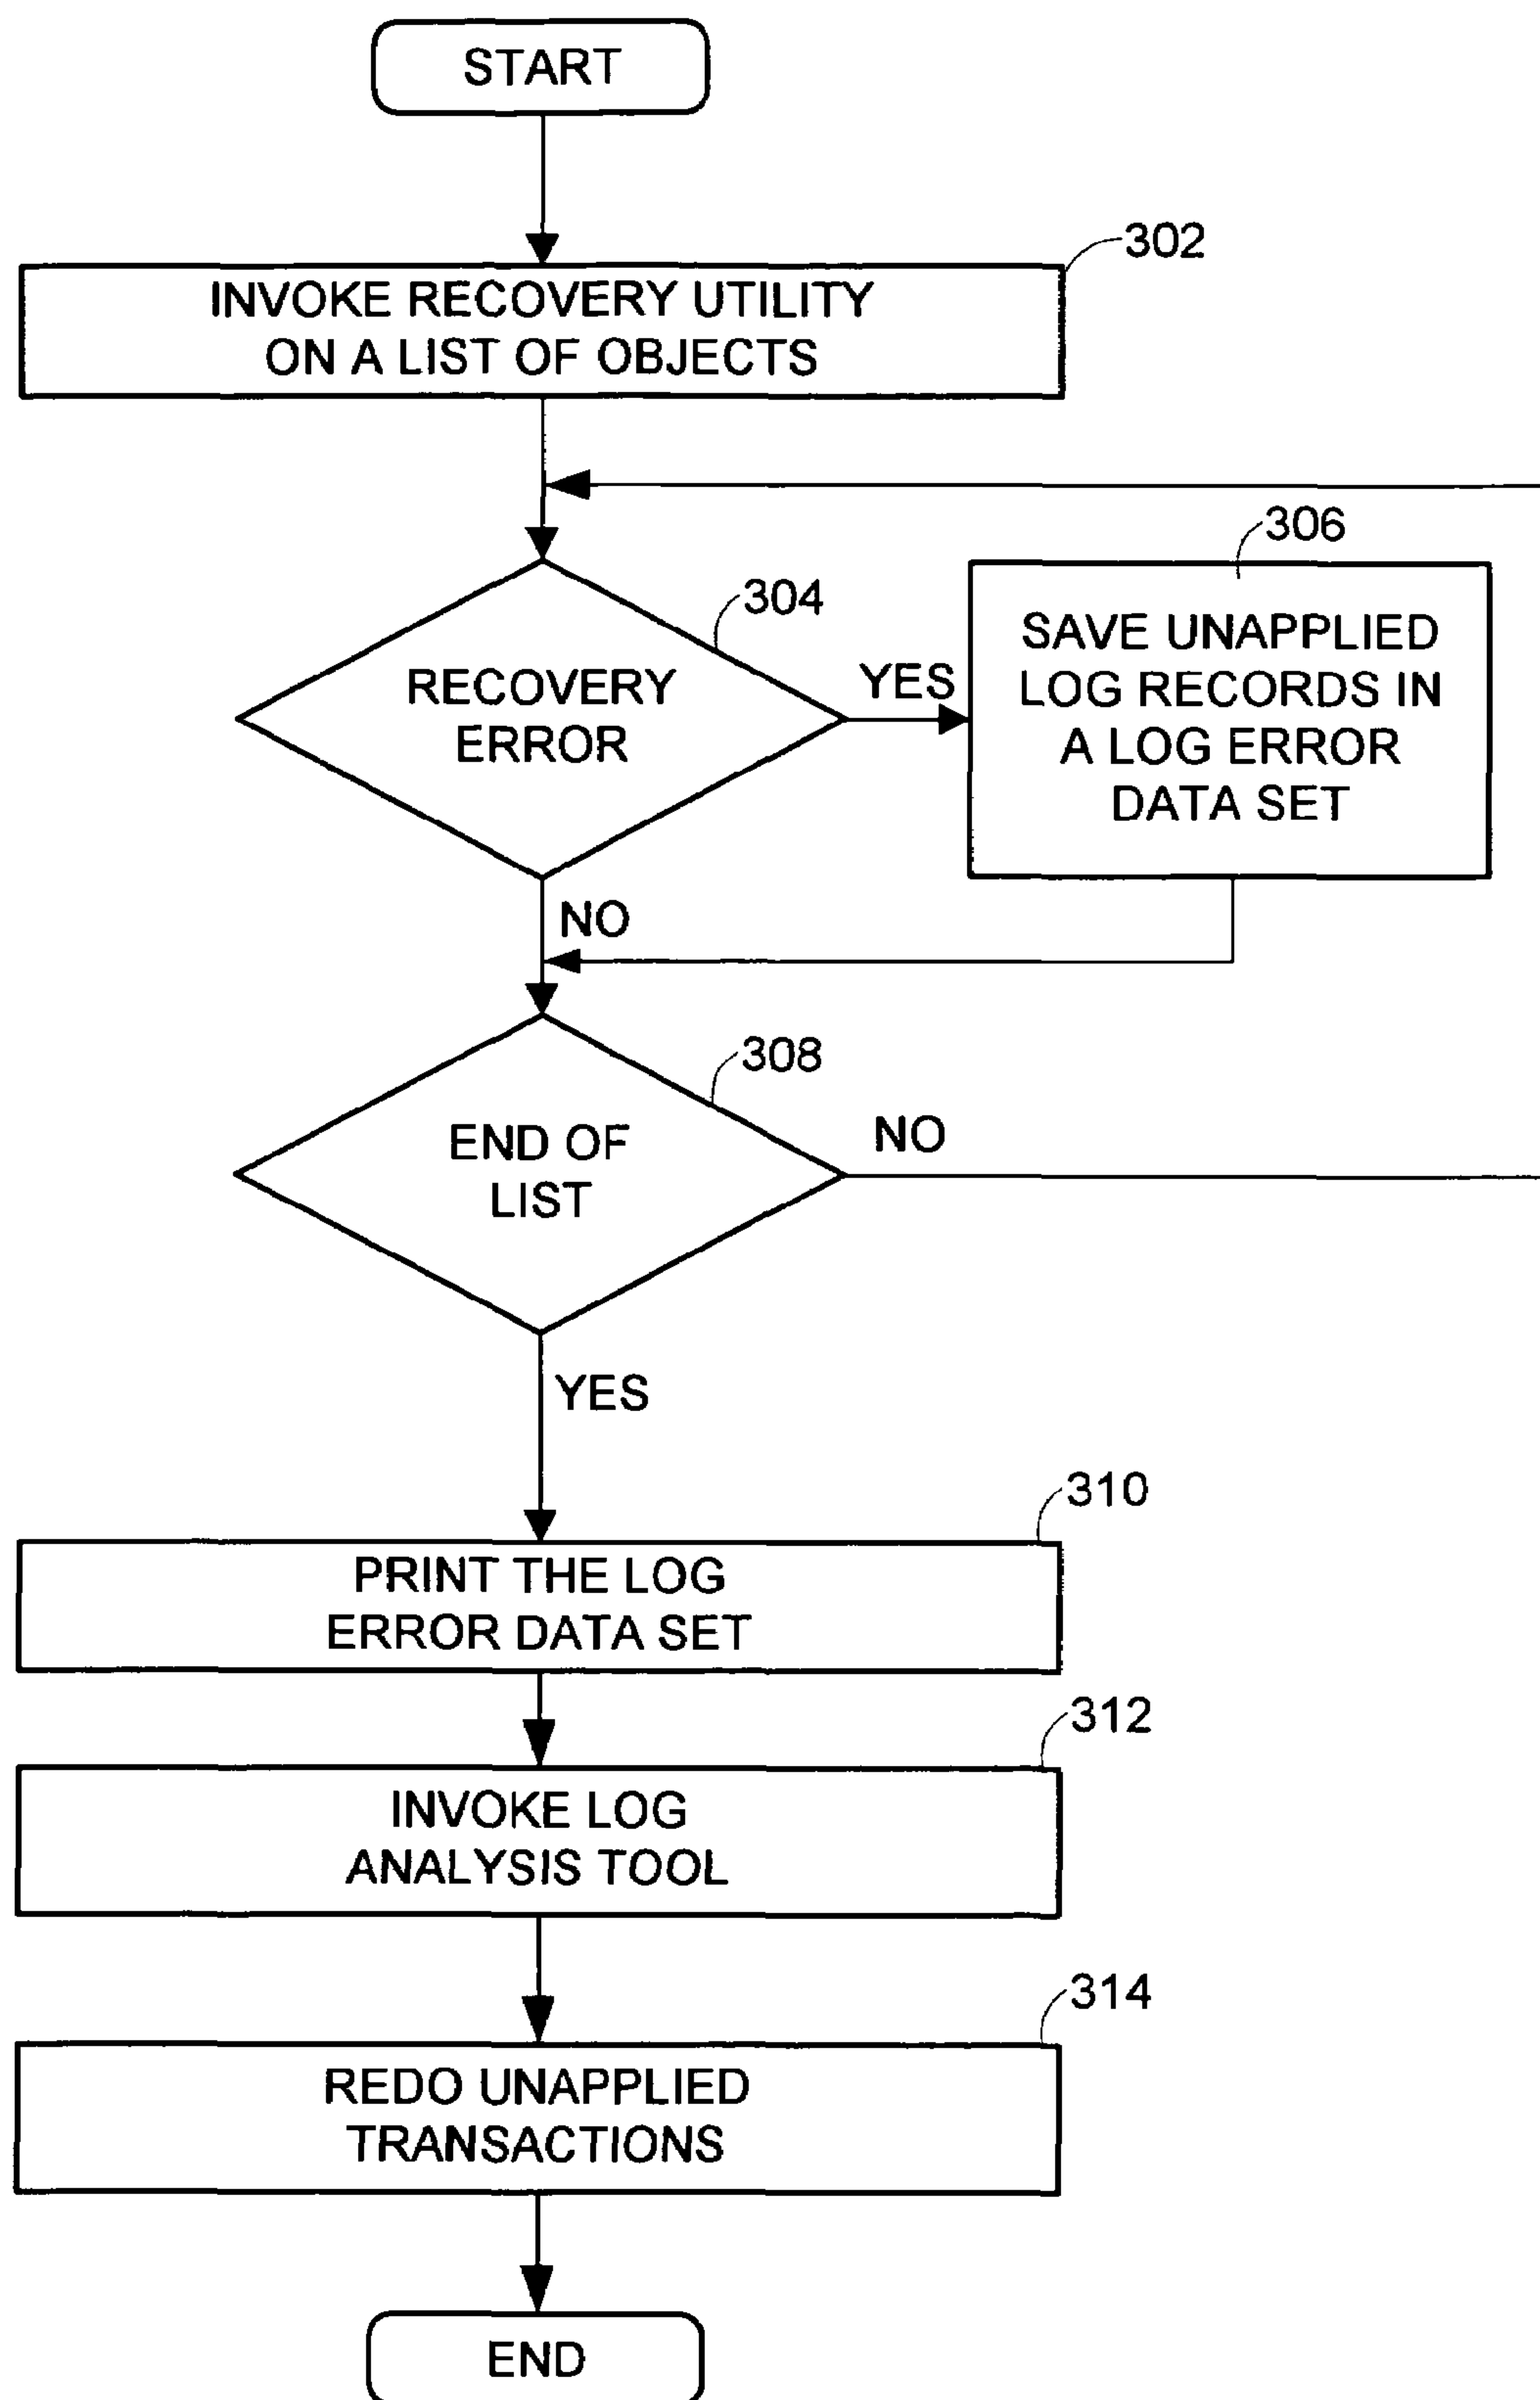 START
302
INVOKE RECOVERY UTILITY
ON A LIST OF OBJECTS
306
304
SAVE UNAPPLIED
LOG RECORDS IN
A LOG ERROR
DATA SET
YES
RECOVERY
ERROR
NO
308
NO
END OF
LIST
YES
310
PRINT THE LOG
ERROR DATA SET
312
INVOKE LOG
ANALYSIS TOOL
314
REDO UNAPPLIED
TRANSACTIONS
END